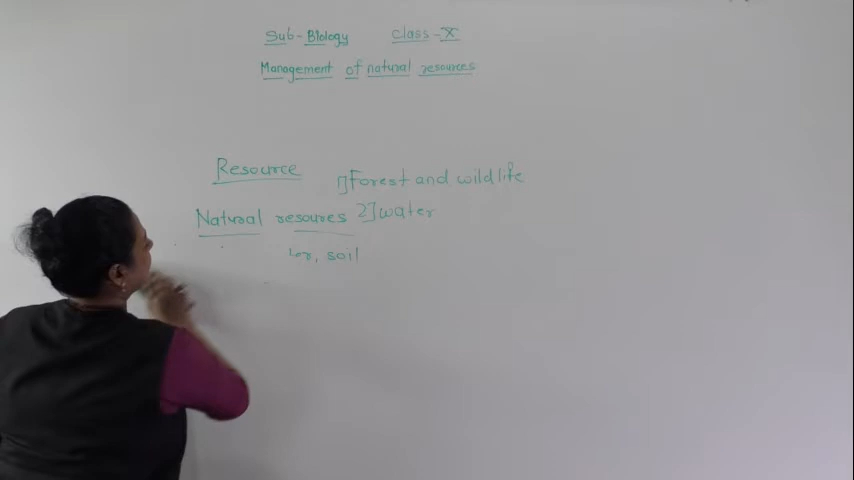 Sub-Biology Class-X
Management of natural resources
Resource
1]Forest and wildlife
Natural resoures 2]water
soil